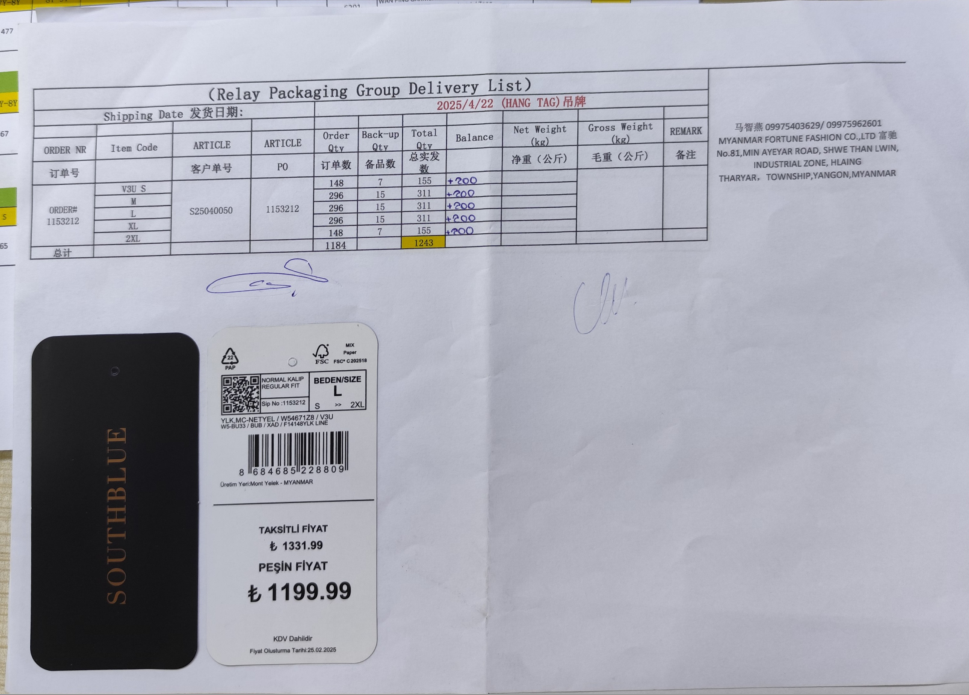 (Relay Packaging Group Delivery List)
Shipping Date 发货日期: 2025/4/22 (HANG TAG)吊牌
ORDER NR Item Code ARTICLE ARTICLE Order Qty Back-up Qty Total Qty Balance Net Weight (kg) Gross Weight (kg) REMARK
订单号 客户单号 PO 订单数 备品数 总实发数 净重（公斤） 毛重（公斤） 备注
ORDER# 1153212 S25040050 1153212
V3U S 148 7 155 +200
M 296 15 311 +200
L 296 15 311 +200
XL 296 15 311 +200
2XL 148 7 155 +200
总计 1184 1243
马智燕 09975403629/ 09975962601
MYANMAR FORTUNE FASHION CO.,LTD 富驰
No.81,MIN AYEYAR ROAD, SHWE THAN LWIN,
INDUSTRIAL ZONE, HLAING
THARYAR, TOWNSHIP,YANGON,MYANMAR
SOUTHBLUE
22
PAP
FSC
MIX
Paper
FSC® C202518
NORMAL KALIP
REGULAR FIT
Sip No :1153212
BEDEN/SIZE
L
S >> 2XL
YLK,MC-NETYEL / W54671Z8 / V3U
WS-BU33 / BUB / XAD / F14148YLK LINE
8 684685 228809
Üretim Yeri:Mont Yelek - MYANMAR
TAKSİTLİ FİYAT
₺ 1331.99
PEŞİN FİYAT
₺ 1199.99
KDV Dahildir
Fiyat Oluşturma Tarihi:25.02.2025